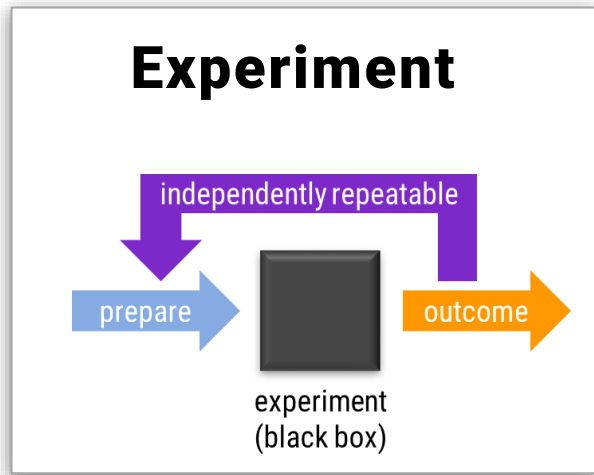 Experiment
independently repeatable
prepare
outcome
experiment
(black box)